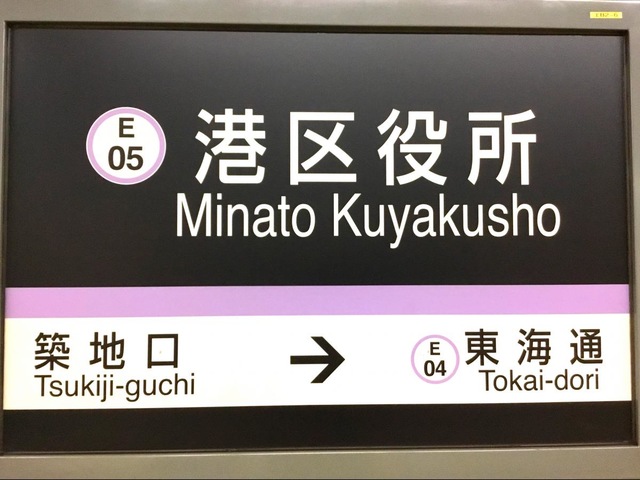 E
05
港区役所
Minato Kuyakusho
築地口
Tsukiji-guchi
→
E
04
東海通
Tokai-dori